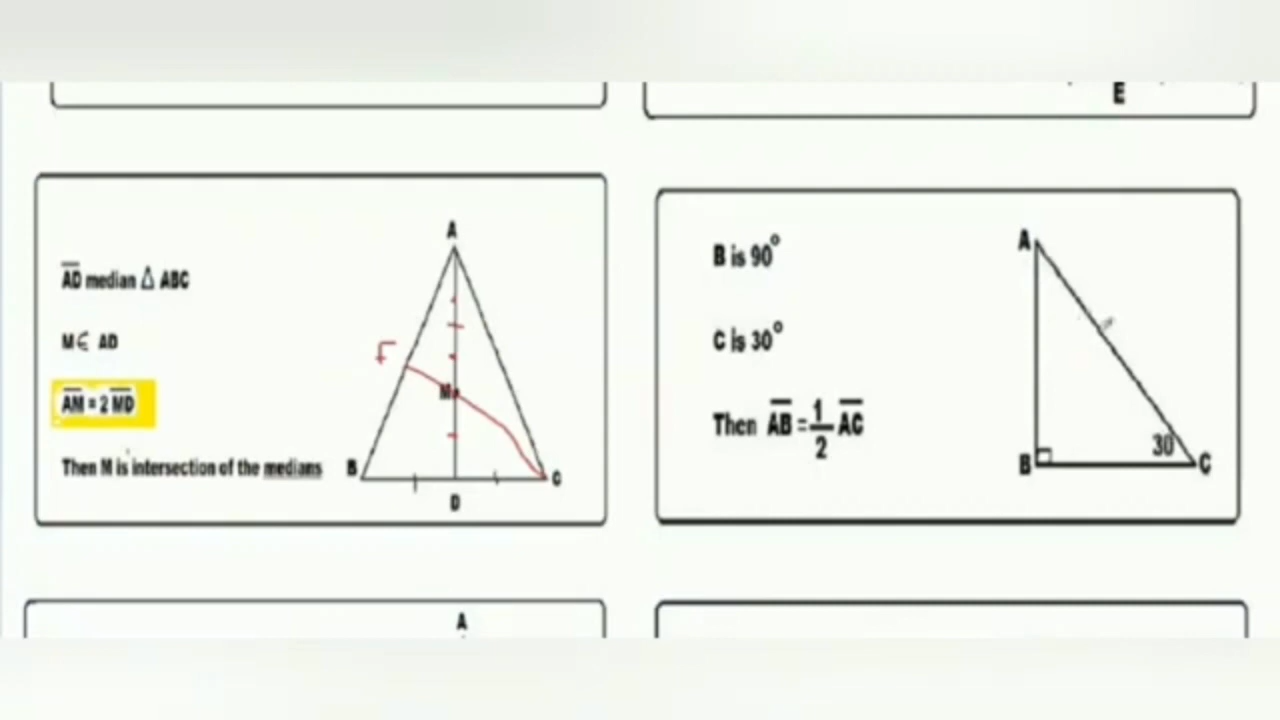 E
AD median △ ABC
M∈ AD
AM = 2 MD
Then M is intersection of the medians
A
F
M
B
C
D
B is 90°
C is 30°
Then AB = 1/2 AC
A
B
30
C
A